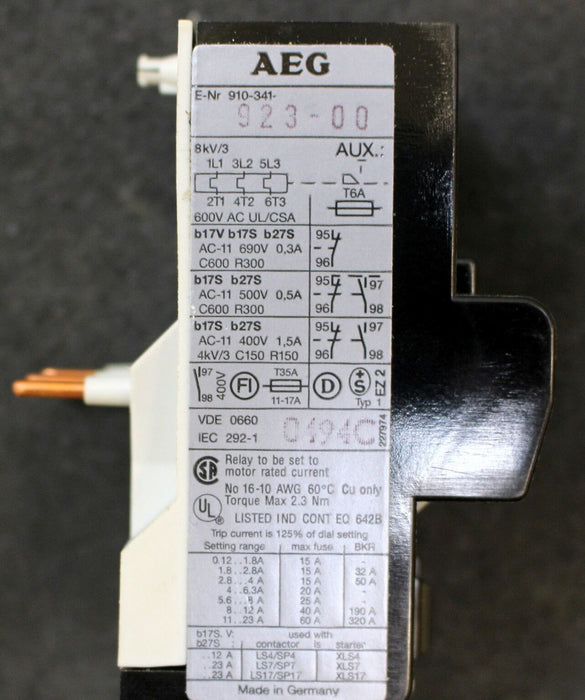 AEG
E-Nr 910-341-
923-00
8kV/3 AUX.:
1L1 3L2 5L3
2T1 4T2 6T3 T6A
600V AC UL/CSA
b17V b17S b27S 95
AC-11 690V 0,3A
C600 R300 96
b17S b27S 95 97
AC-11 500V 0,5A
C600 R300 96 98
b17S b27S 95 97
AC-11 400V 1,5A
4kV/3 C150 R150 96 98
97 400V FI T35A D S EZ 2
98 11-17A Typ 1
VDE 0660
IEC 292-1 0494C 227974
SA Relay to be set to
motor rated current
No 16-10 AWG 60°C Cu only
Torque Max 2.3 Nm
UL LISTED IND CONT EQ 642B
Trip current is 125% of dial setting
Setting range max fuse BKR
0.12...1.8A 15 A -
1.8...2.8A 15 A 32 A
2.8...4 A 15 A 50 A
4...6.3A 20 A -
5.6...8 A 25 A -
8...12 A 40 A 190 A
11...23 A 60 A 320 A
b17S. V: used with
b27S : contactor is starter
...12 A LS4/SP4 XLS4
...23 A LS7/SP7 XLS7
...23 A LS17/SP17 XLS17
Made in Germany